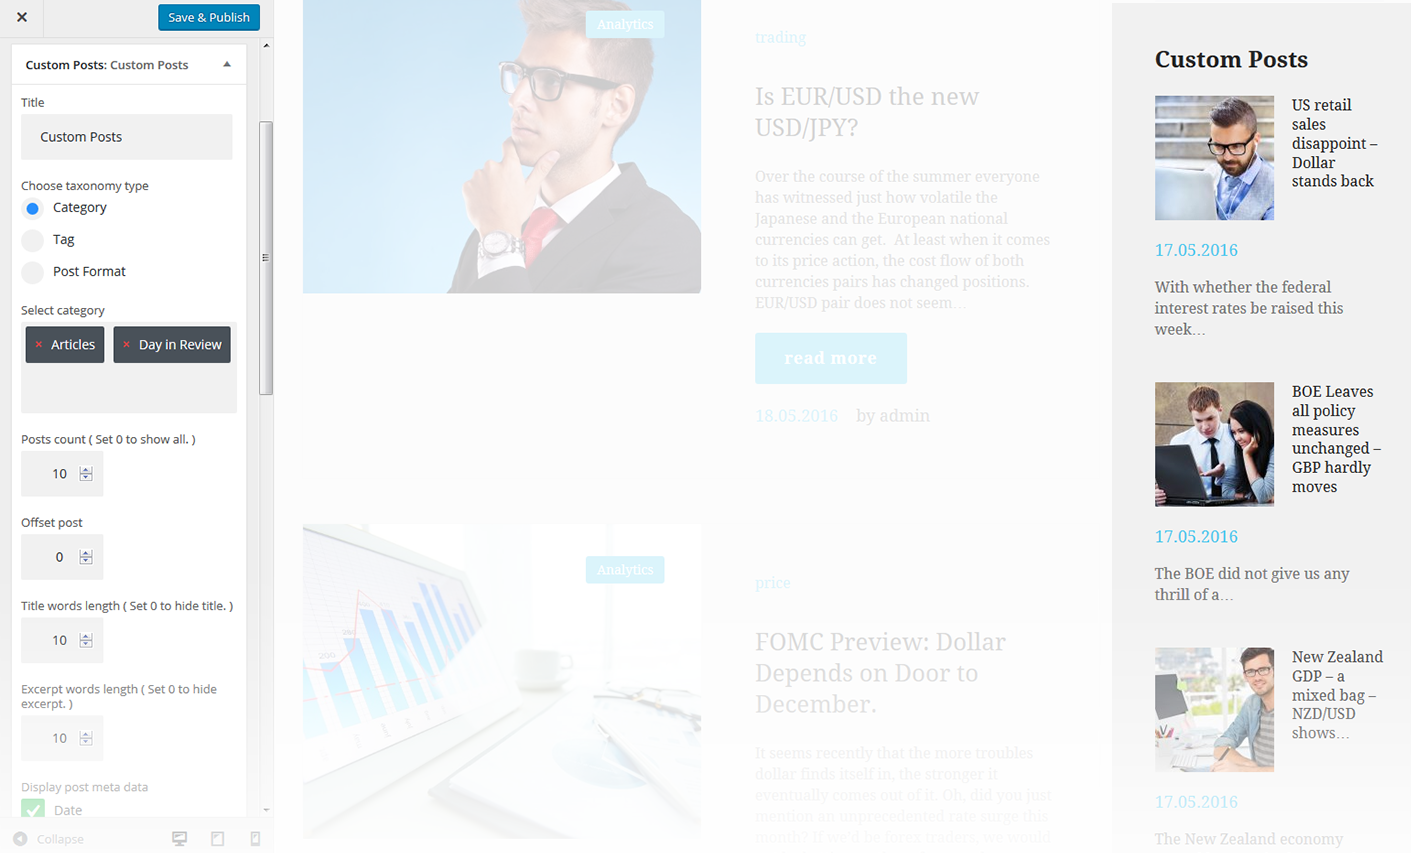 Save & Publish
Custom Posts: Custom Posts
Title
Custom Posts
Choose taxonomy type
Category
Tag
Post Format
Select category
× Articles
× Day in Review
Posts count ( Set 0 to show all. )
10
Offset post
0
Title words length ( Set 0 to hide title. )
10
Excerpt words length ( Set 0 to hide
excerpt. )
10
Display post meta data
Date
Collapse
Analytics
trading
Is EUR/USD the new
USD/JPY?
Over the course of the summer everyone
has witnessed just how volatile the
Japanese and the European national
currencies can get.  At least when it comes
to its price action, the cost flow of both
currencies pairs has changed positions.
EUR/USD pair does not seem…
read more
18.05.2016 by admin
Analytics
price
FOMC Preview: Dollar
Depends on Door to
December.
It seems recently that the more troubles
dollar finds itself in, the stronger it
eventually comes out of it. Oh, did you just
mention an unprecedented rate surge this
month? If we'd be forex traders, we would
Custom Posts
US retail
sales
disappoint –
Dollar
stands back
17.05.2016
With whether the federal
interest rates be raised this
week…
BOE Leaves
all policy
measures
unchanged –
GBP hardly
moves
17.05.2016
The BOE did not give us any
thrill of a…
New Zealand
GDP – a
mixed bag –
NZD/USD
shows…
17.05.2016
The New Zealand economy